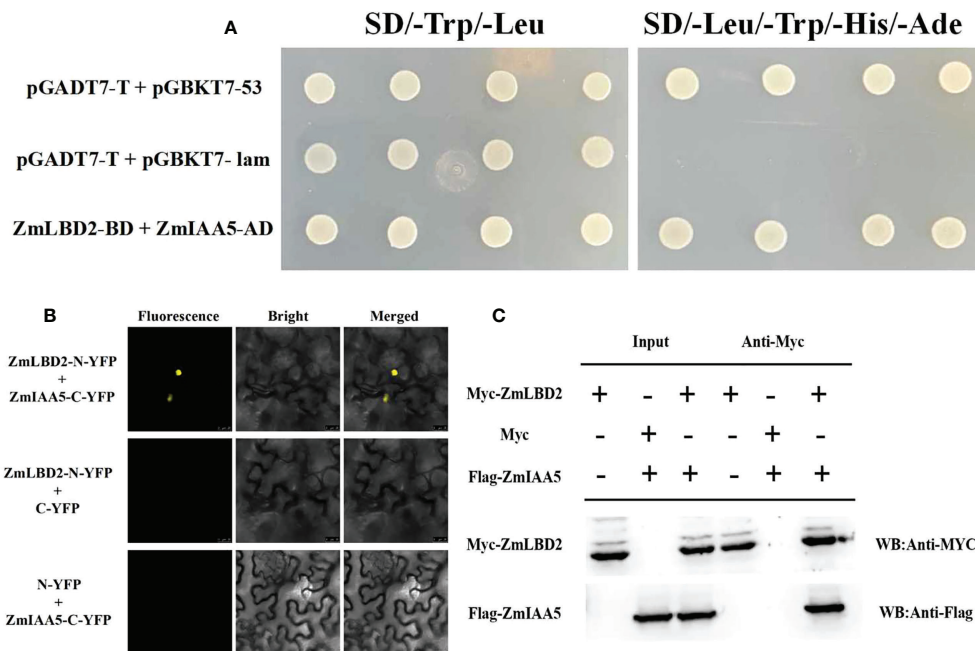 A
SD/-Trp/-Leu
SD/-Leu/-Trp/-His/-Ade
pGADT7-T + pGBKT7-53
pGADT7-T + pGBKT7- lam
ZmLBD2-BD + ZmIAA5-AD
B
Fluorescence Bright Merged
ZmLBD2-N-YFP
+
ZmIAA5-C-YFP
ZmLBD2-N-YFP
+
C-YFP
N-YFP
+
ZmIAA5-C-YFP
C
Input Anti-Myc
Myc-ZmLBD2 + - + + - +
Myc - + - - + -
Flag-ZmIAA5 - + + - + +
Myc-ZmLBD2 WB:Anti-MYC
Flag-ZmIAA5 WB:Anti-Flag